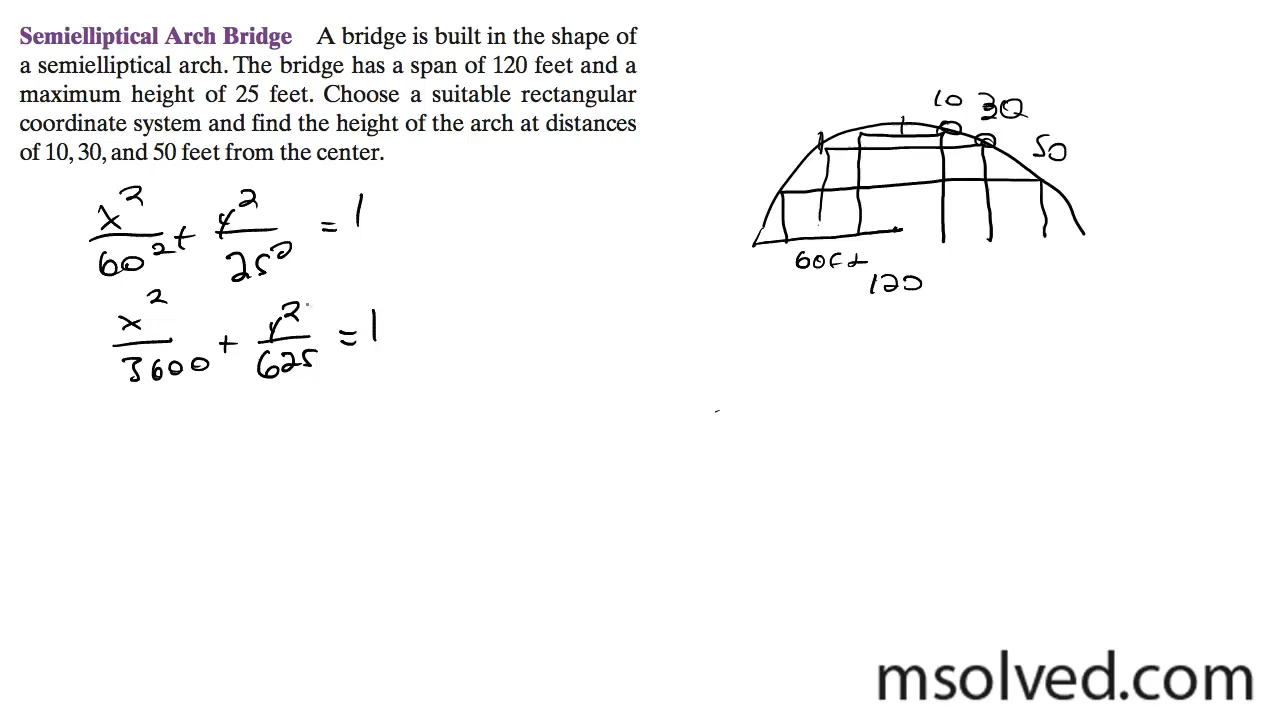 Semielliptical Arch Bridge A bridge is built in the shape of
a semielliptical arch. The bridge has a span of 120 feet and a
maximum height of 25 feet. Choose a suitable rectangular
coordinate system and find the height of the arch at distances
of 10, 30, and 50 feet from the center.
x²/60² + y²/25² = 1
x²/3600 + y²/625 = 1
10 30
50
60ft
120
msolved.com